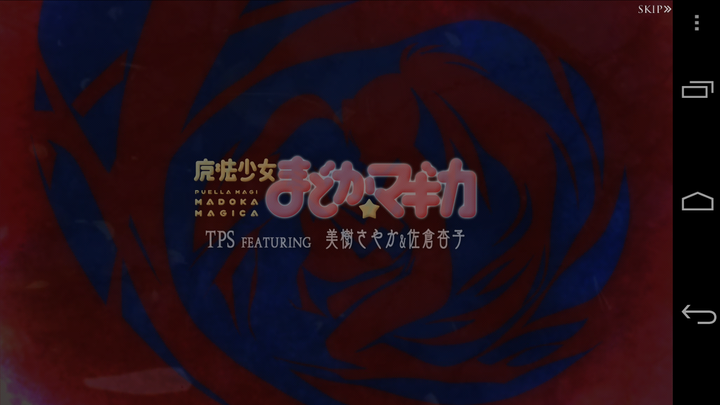 SKIP»
魔法少女
まどか☆マギカ
PUELLA MAGI
MADOKA
MAGICA
TPS FEATURING 美樹さやか&佐倉杏子